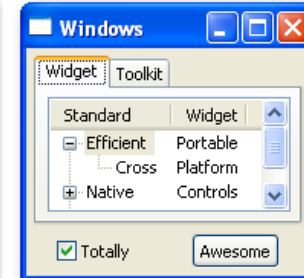 Windows
Widget Toolkit
Standard Widget
Efficient Portable
Cross Platform
Native Controls
Totally Awesome